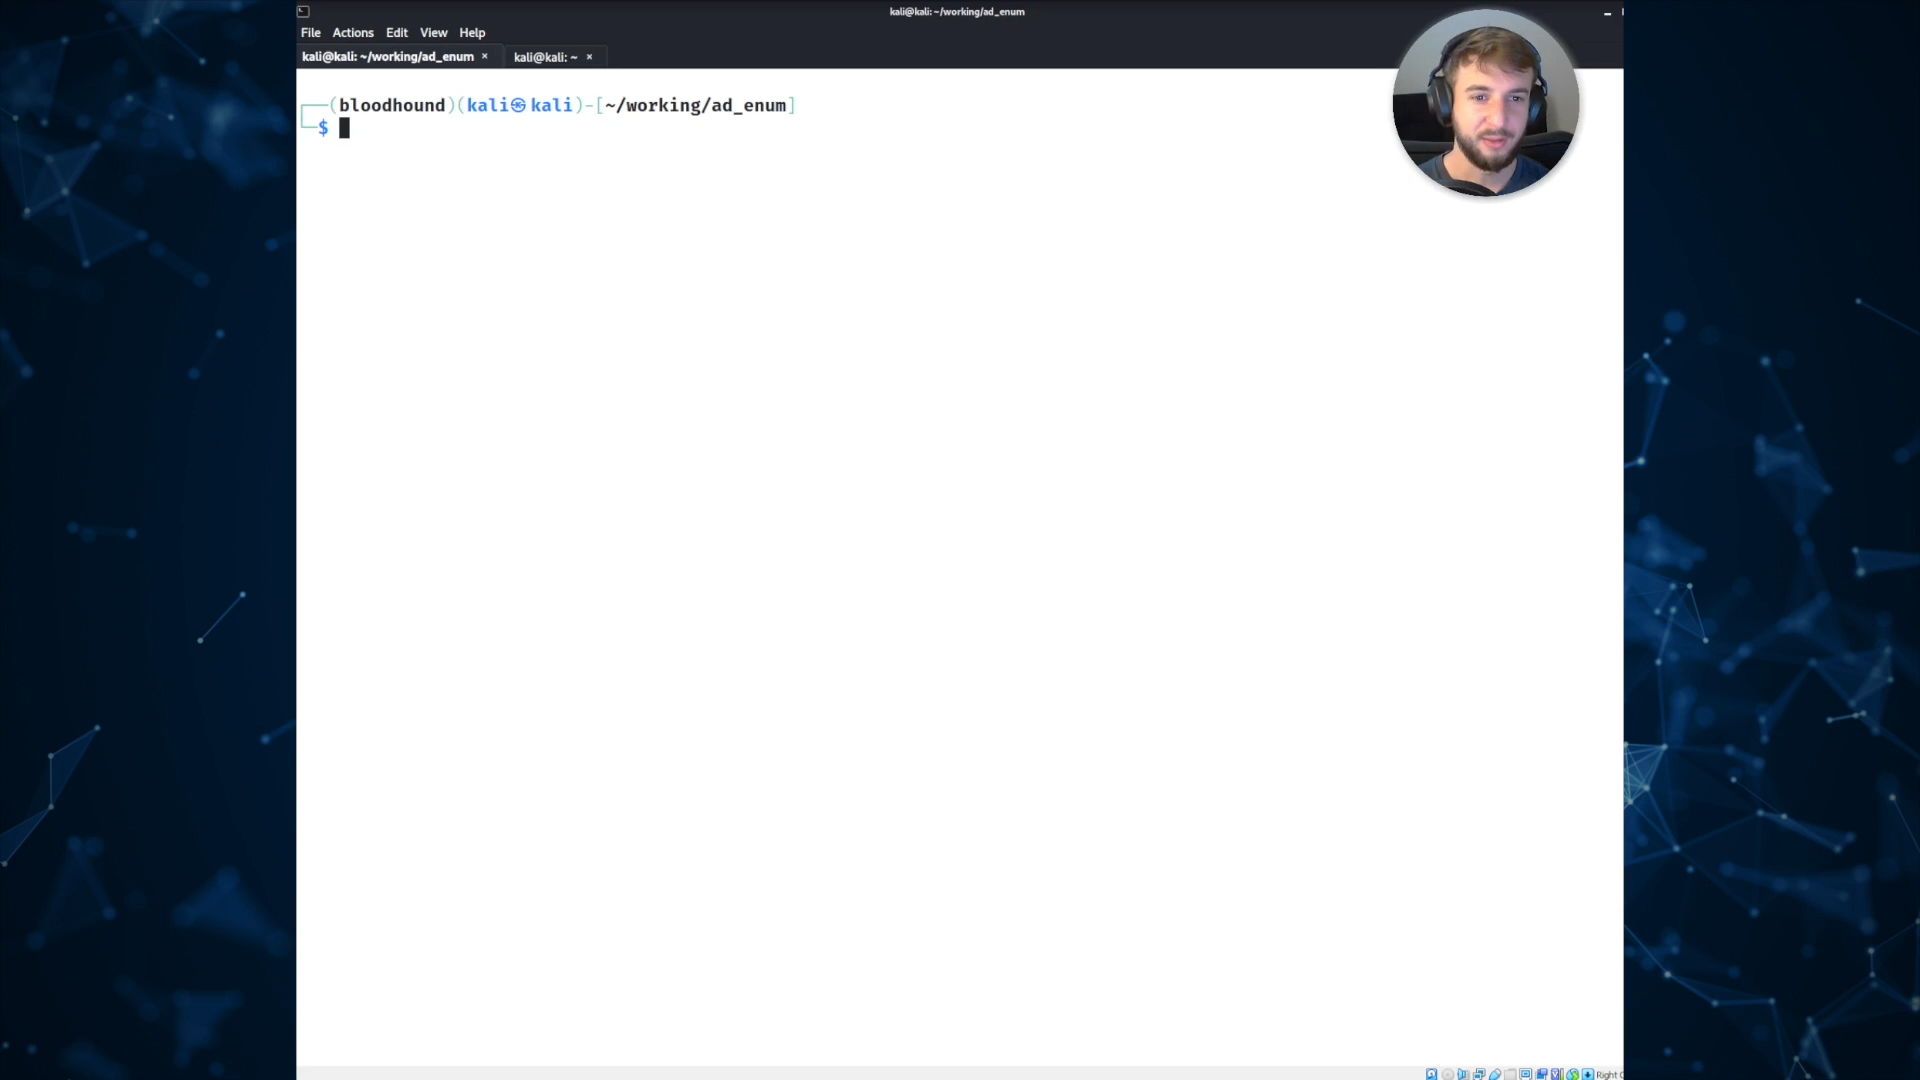 kali@kali: ~/working/ad_enum
File Actions Edit View Help
kali@kali: ~/working/ad_enum × kali@kali: ~ ×
┌──(bloodhound)(kali㉿kali)-[~/working/ad_enum]
└─$
Right